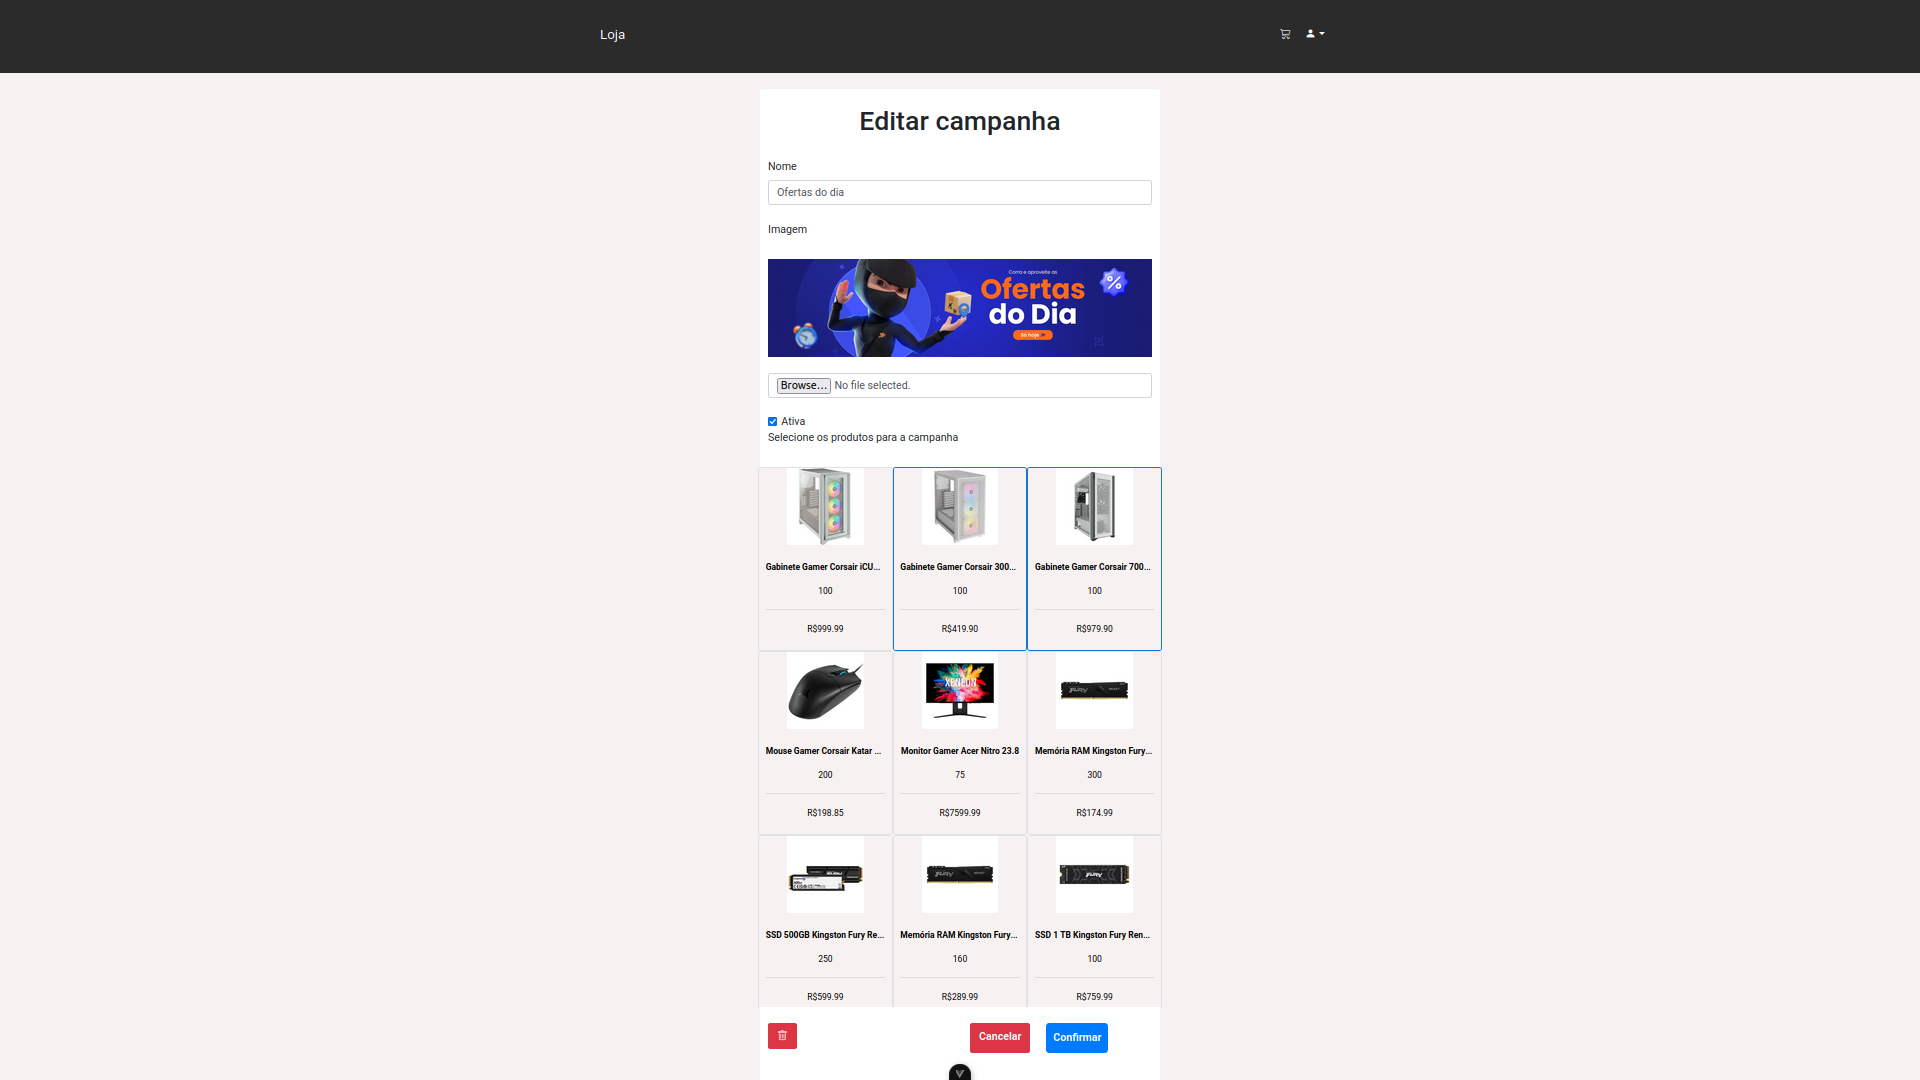 Loja
Editar campanha
Nome
Ofertas do dia
Imagem
Corra e aproveite as
Ofertas
do Dia
Só hoje
Browse... No file selected.
Ativa
Selecione os produtos para a campanha
Gabinete Gamer Corsair iCU... Gabinete Gamer Corsair 300... Gabinete Gamer Corsair 700...
100 100 100
R$999.99 R$419.90 R$979.90
XENEON
FURY
Mouse Gamer Corsair Katar ... Monitor Gamer Acer Nitro 23.8 Memória RAM Kingston Fury...
200 75 300
R$198.85 R$7599.99 R$174.99
FURY FURY FURY
SSD 500GB Kingston Fury Re... Memória RAM Kingston Fury... SSD 1 TB Kingston Fury Ren...
250 160 100
R$599.99 R$289.99 R$759.99
Cancelar Confirmar